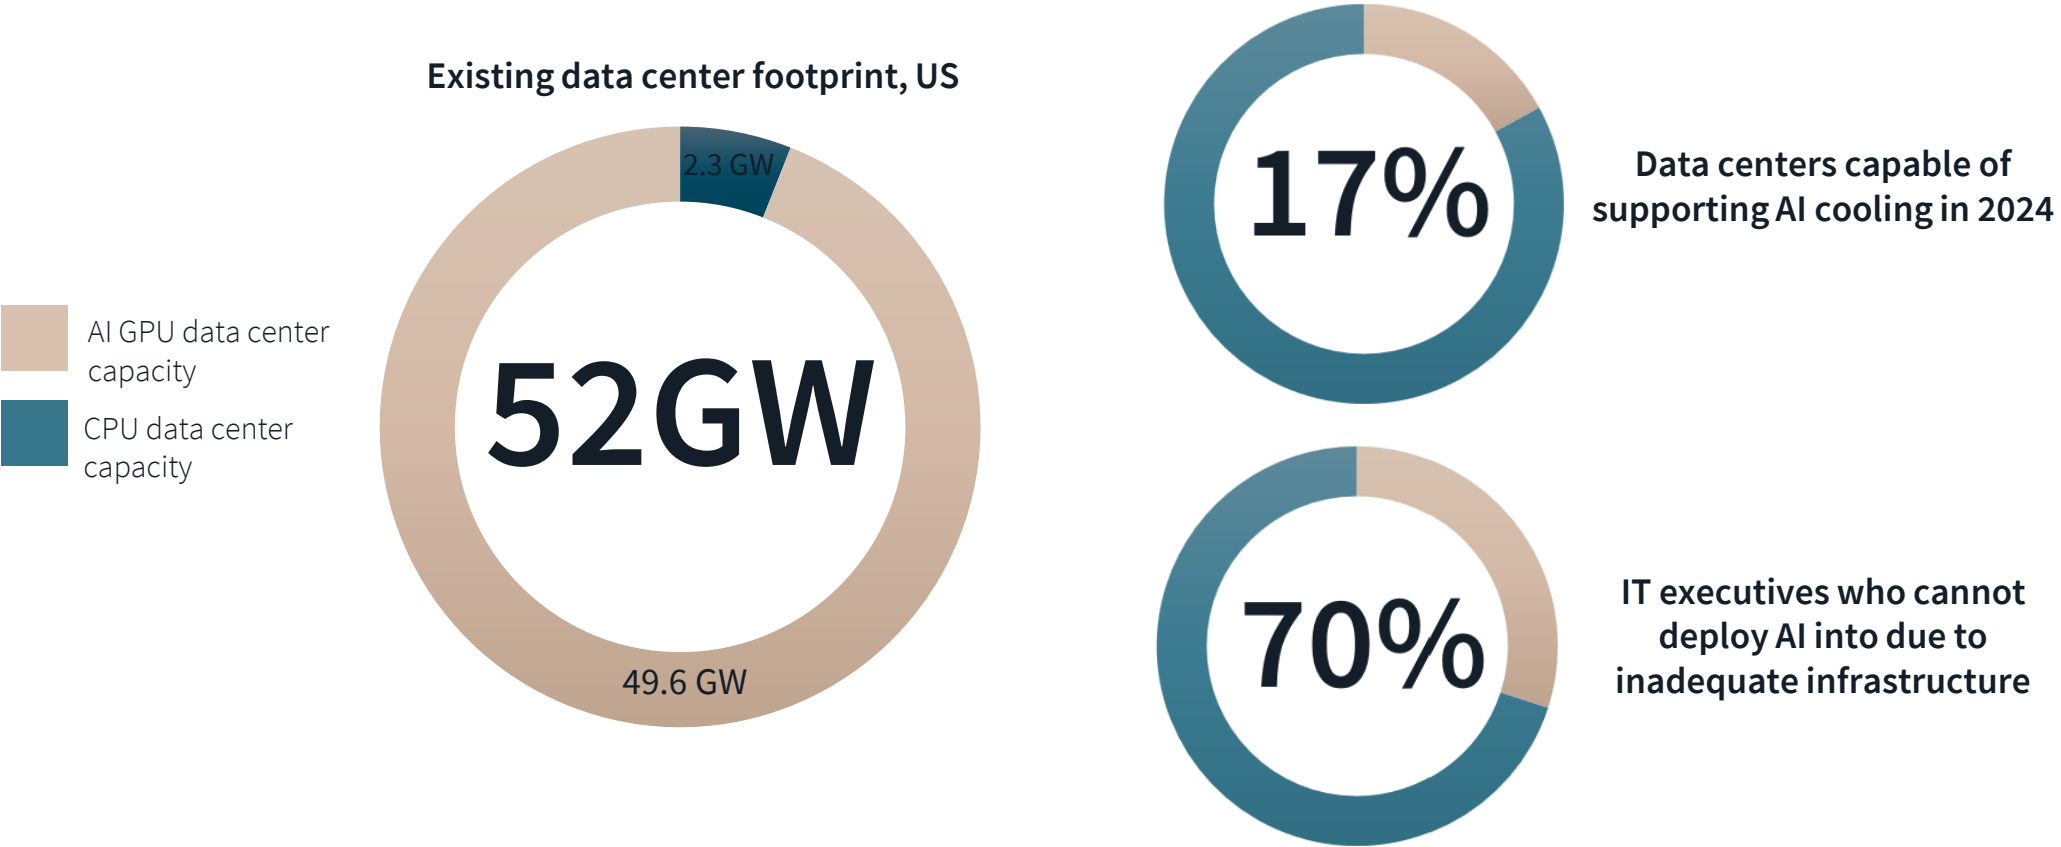 Existing data center footprint, US
2.3 GW
52GW
49.6 GW
AI GPU data center
capacity
CPU data center
capacity
17%
Data centers capable of
supporting AI cooling in 2024
70%
IT executives who cannot
deploy AI into due to
inadequate infrastructure